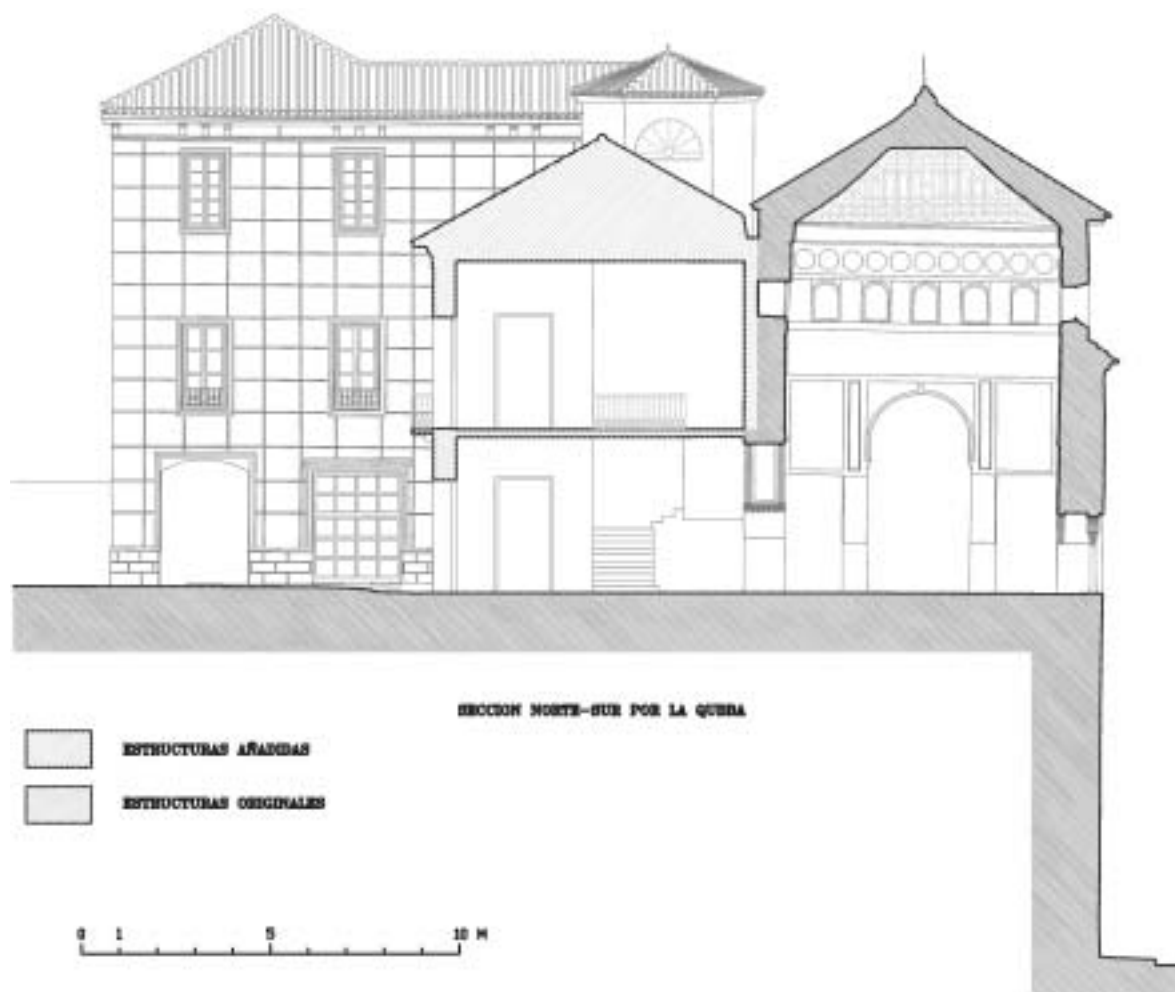 SECCION NORTE-SUR POR LA QUBBA
ESTRUCTURAS AÑADIDAS
ESTRUCTURAS ORIGINALES
0 1 5 10 M